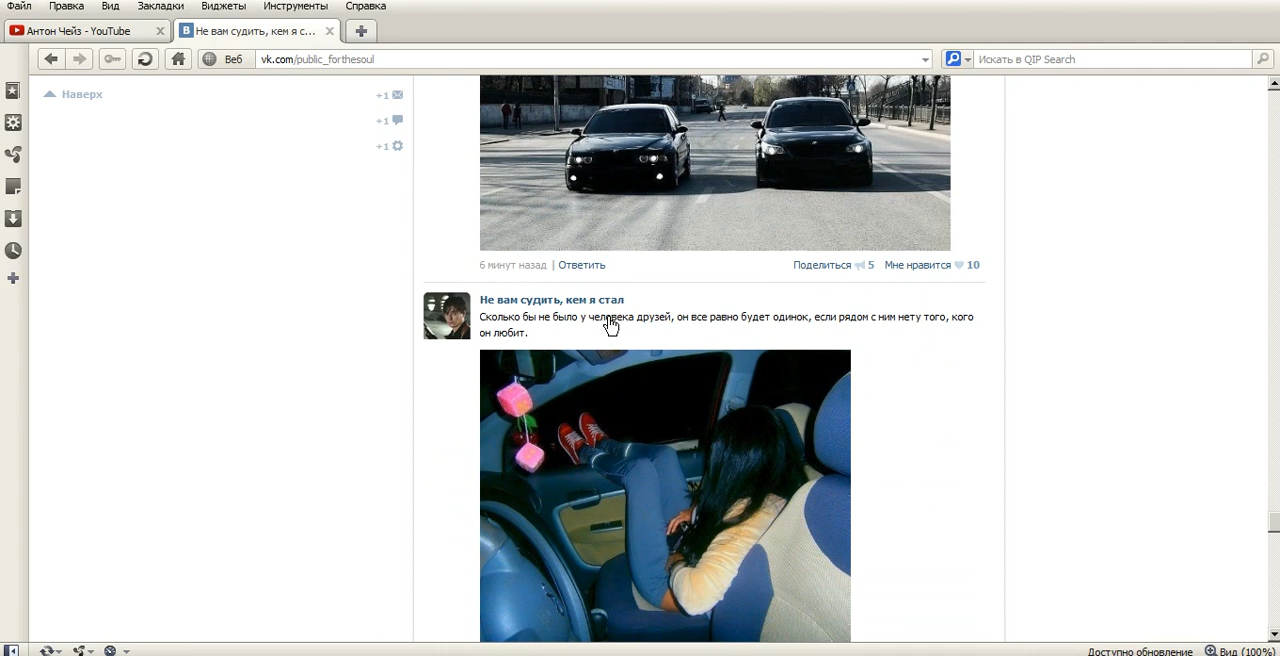 Файл Правка Вид Закладки Виджеты Инструменты Справка
Антон Чейз - YouTube
B Не вам судить, кем я с...
Веб vk.com/public_forthesoul Искать в QIP Search
Наверх +1
+1
+1
6 минут назад | Ответить Поделиться 5 Мне нравится 10
Не вам судить, кем я стал
Сколько бы не было у человека друзей, он все равно будет одинок, если рядом с ним нету того, кого
он любит.
Доступно обновление Вид (100%)